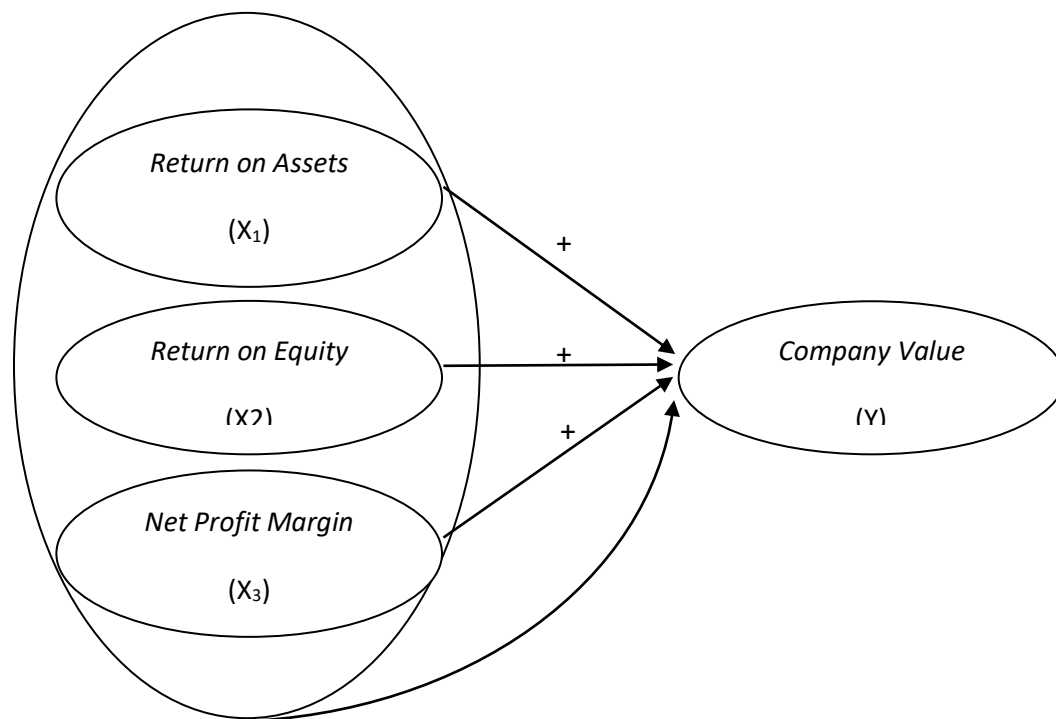 Return on Assets
(X₁)
+
Return on Equity
(X2)
+
Company Value
(Y)
+
Net Profit Margin
(X₃)